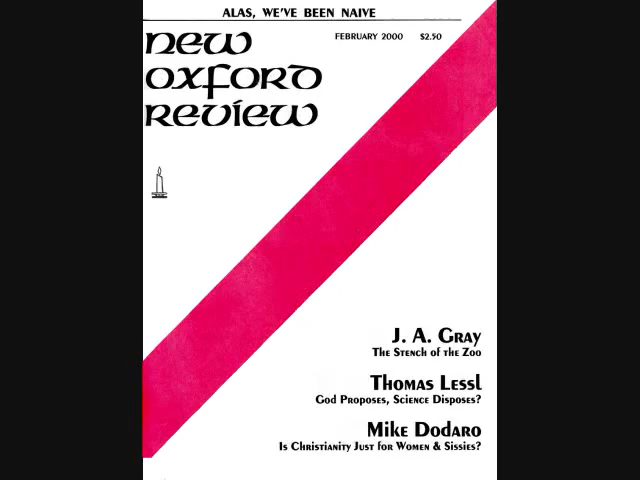 ALAS, WE'VE BEEN NAIVE
NEW
OXFORD
REVIEW
FEBRUARY 2000 $2.50
J. A. GRAY
THE STENCH OF THE ZOO
THOMAS LESSL
GOD PROPOSES, SCIENCE DISPOSES?
MIKE DODARO
IS CHRISTIANITY JUST FOR WOMEN & SISSIES?